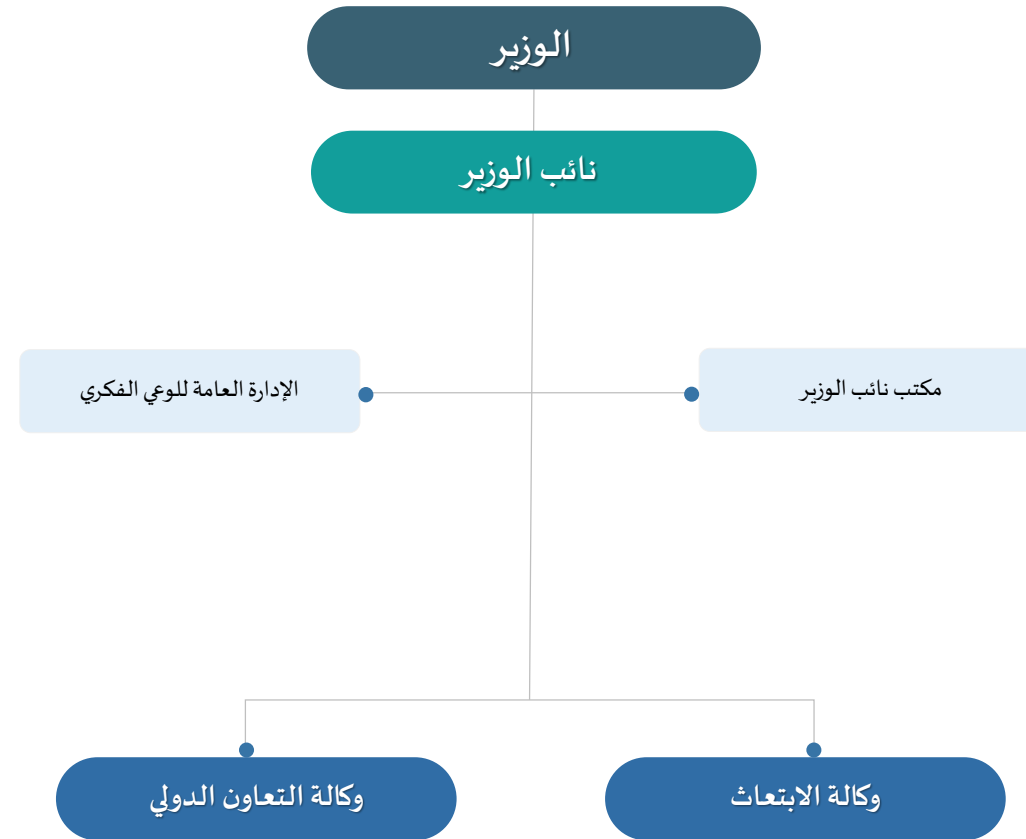 الوزير
نائب الوزير
مكتب نائب الوزير
الإدارة العامة للوعي الفكري
وكالة الابتعاث
وكالة التعاون الدولي